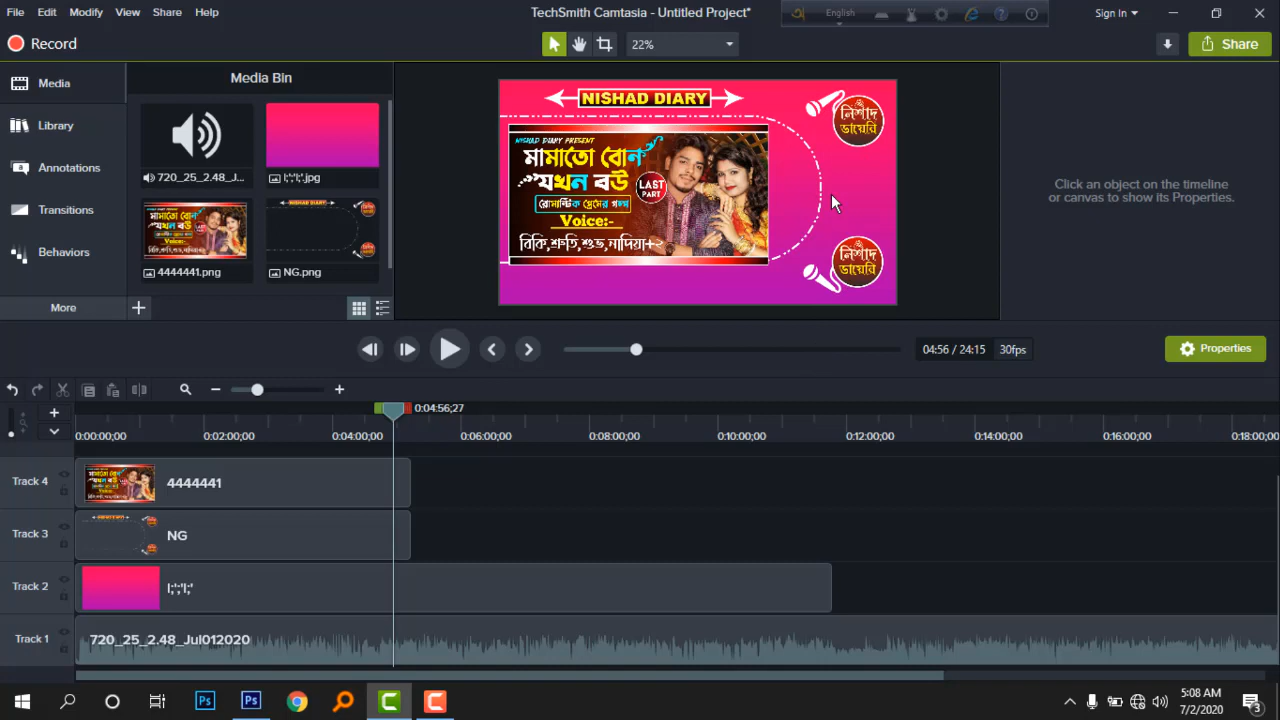 File Edit Modify View Share Help
TechSmith Camtasia - Untitled Project*
English
Sign In
Record
22%
Share
Media
Library
Annotations
Transitions
Behaviors
More
Media Bin
720_25_2.48_J...
4444441.png
NG.png
NISHAD DIARY
নিশাদ
ডায়েরি
NISHAD DIARY PRESENT
মামাতো বোন
যখন বউ
LAST
PART
রোমান্টিক প্রেমের গল্প
Voice:-
রিকি,শ্রুতি,শুভ,নাদিয়া+২
নিশাদ
ডায়েরি
Click an object on the timeline
or canvas to show its Properties.
04:56 / 24:15 30fps
Properties
0:04:56;27
0:00:00;00 0:02:00;00 0:04:00;00 0:06:00;00 0:08:00;00 0:10:00;00 0:12:00;00 0:14:00;00 0:16:00;00 0:18:00;00
Track 4 4444441
Track 3 NG
Track 2
Track 1 720_25_2.48_Jul012020
5:08 AM
7/2/2020
3